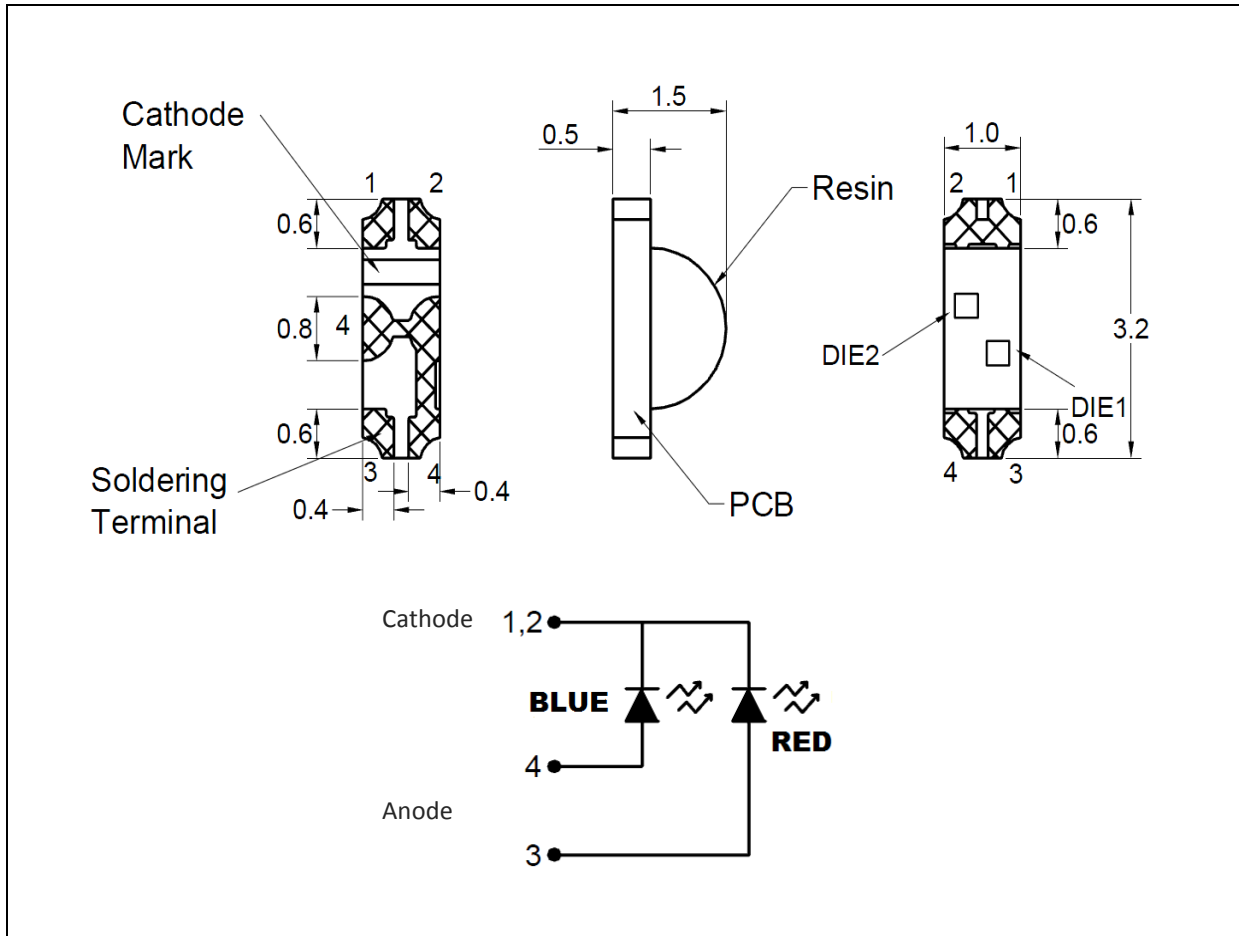 Cathode
Mark
1 2
0.6
0.8 4
0.6
3 4
0.4
0.4
Soldering
Terminal
1.5
0.5
Resin
PCB
1.0
2 1
0.6
3.2
DIE2
DIE1
0.6
4 3
Cathode 1,2
BLUE
RED
4
Anode
3